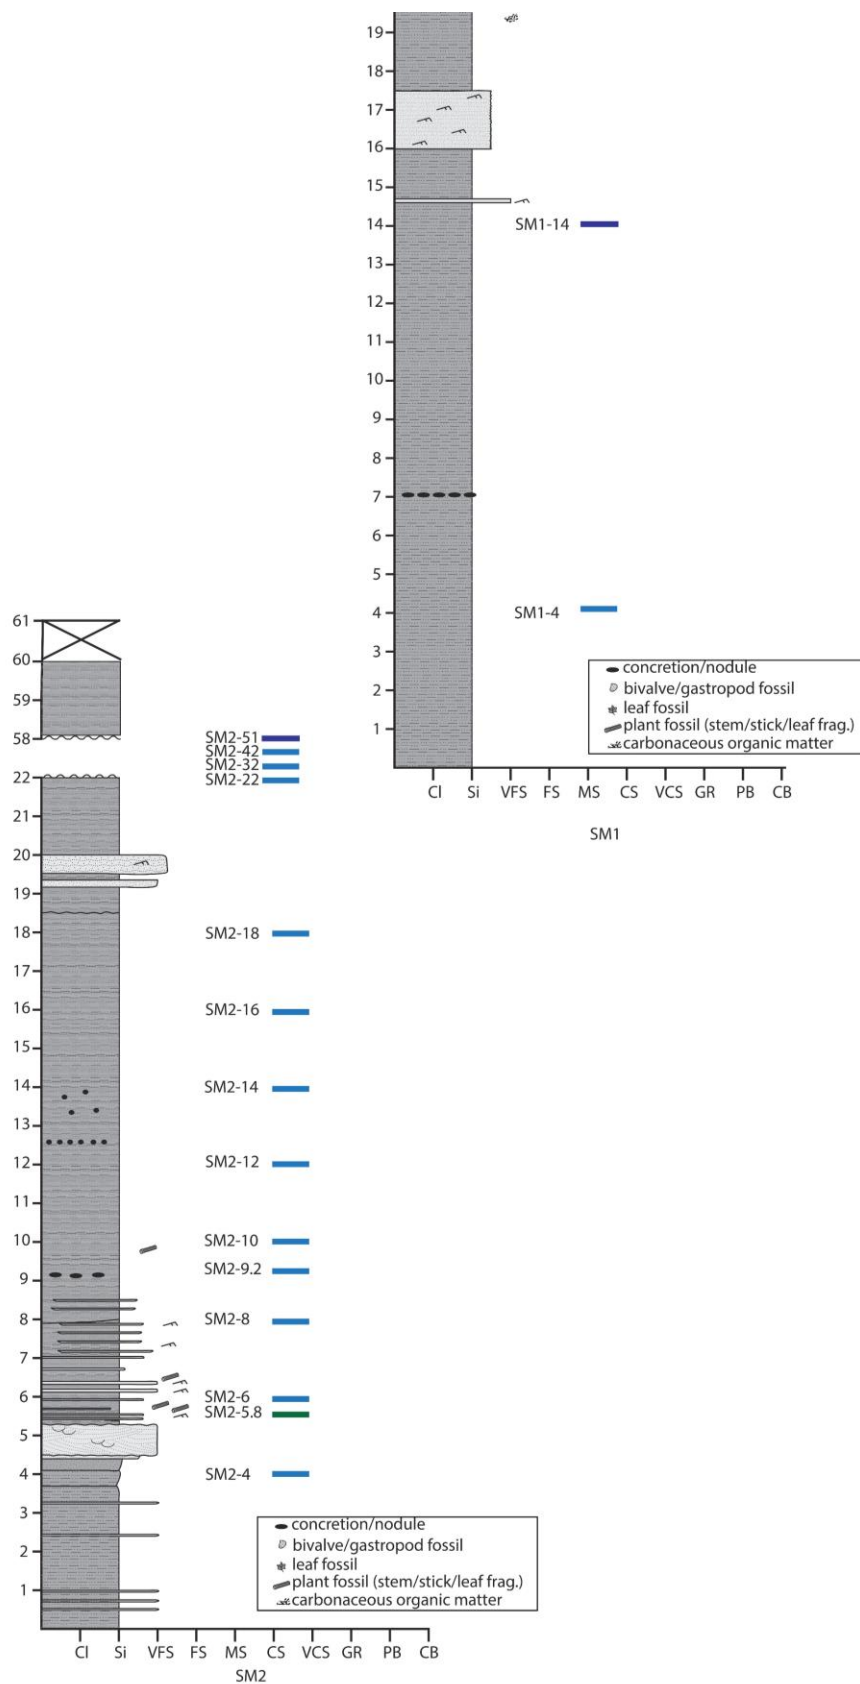 19
18
17
16
15
14
SM1-14
13
12
11
10
9
8
7
6
5
4
SM1-4
3
2
1
concretion/nodule
bivalve/gastropod fossil
leaf fossil
plant fossil (stem/stick/leaf frag.)
carbonaceous organic matter
Cl Si VFS FS MS CS VCS GR PB CB
SM1
61
60
59
58
SM2-51
SM2-42
SM2-32
22
SM2-22
21
20
19
18
SM2-18
17
16
SM2-16
15
14
SM2-14
13
12
SM2-12
11
10
SM2-10
SM2-9.2
9
8
SM2-8
7
6
SM2-6
SM2-5.8
5
4
SM2-4
3
2
1
concretion/nodule
bivalve/gastropod fossil
leaf fossil
plant fossil (stem/stick/leaf frag.)
carbonaceous organic matter
Cl Si VFS FS MS CS VCS GR PB CB
SM2